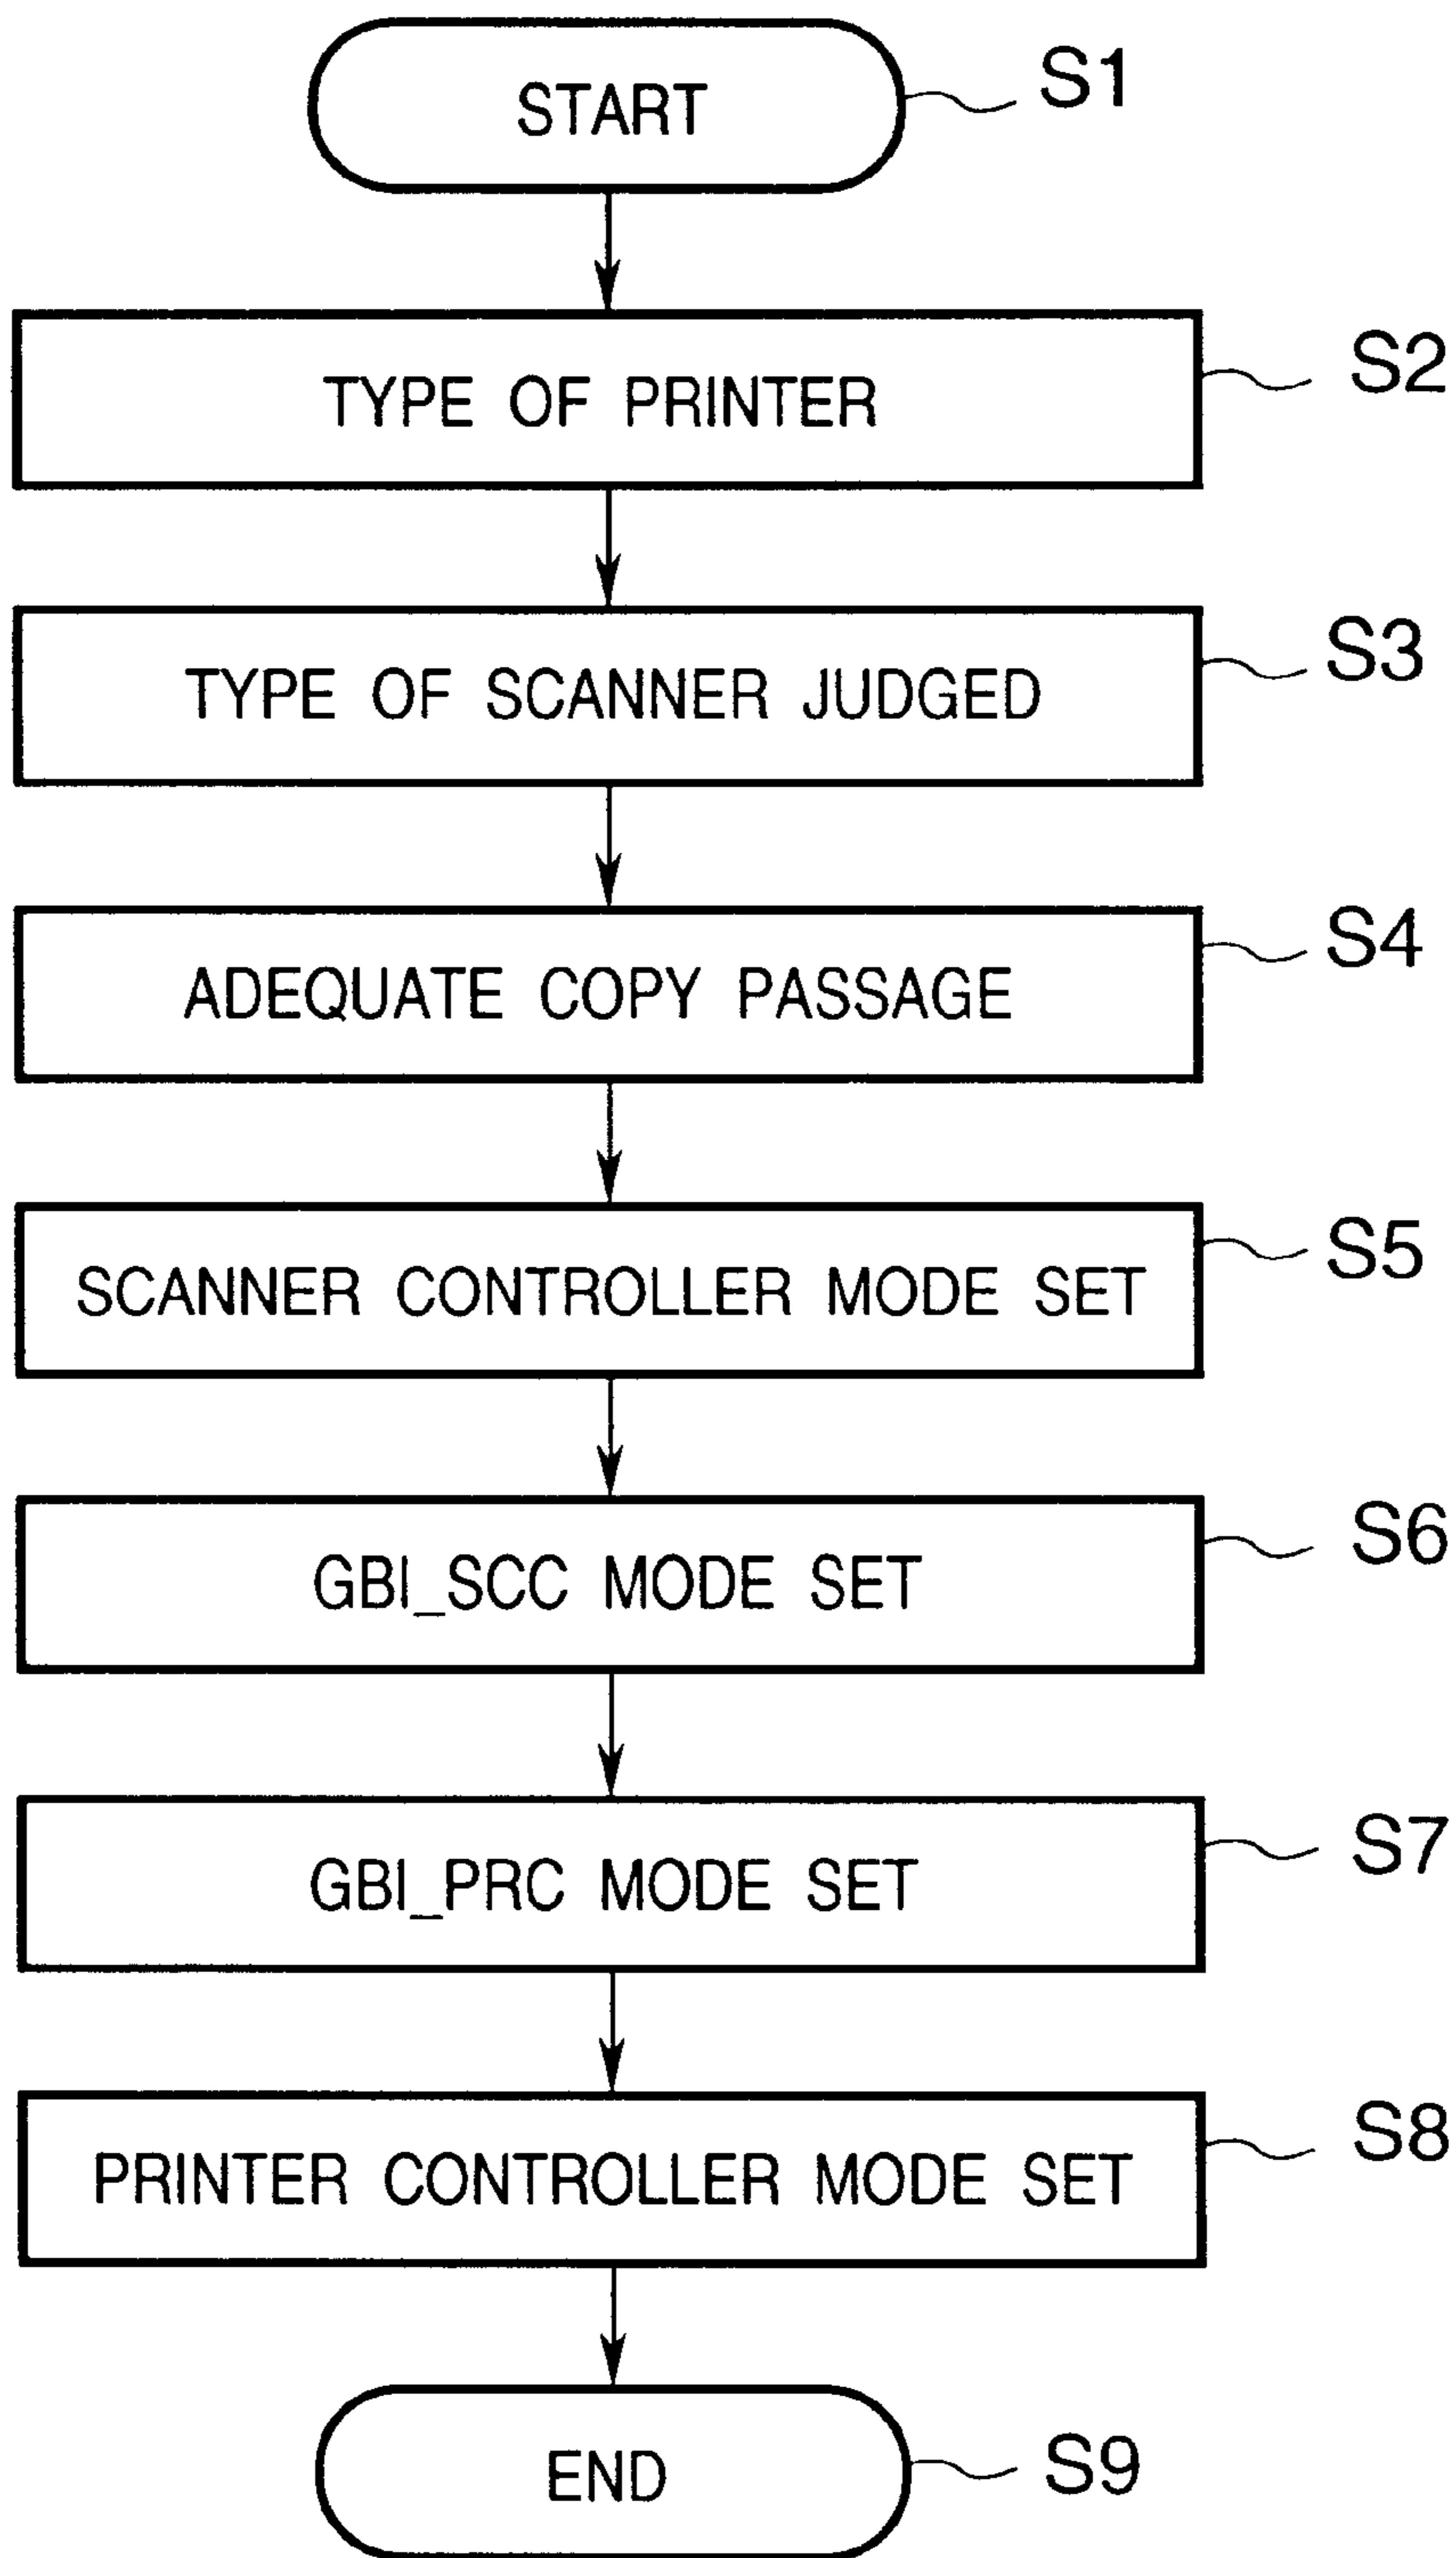 START S1
TYPE OF PRINTER S2
TYPE OF SCANNER JUDGED S3
ADEQUATE COPY PASSAGE S4
SCANNER CONTROLLER MODE SET S5
GBI_SCC MODE SET S6
GBI_PRC MODE SET S7
PRINTER CONTROLLER MODE SET S8
END S9